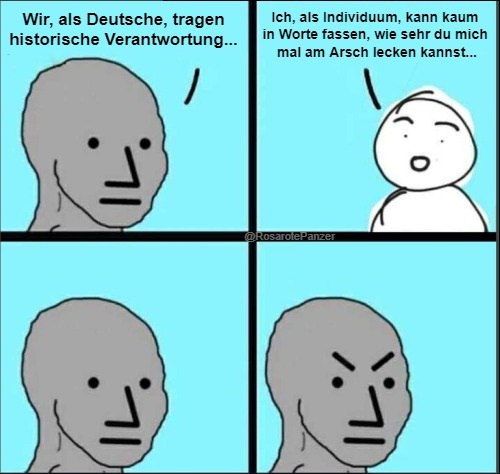 Wir, als Deutsche, tragen
historische Verantwortung...
Ich, als Individuum, kann kaum
in Worte fassen, wie sehr du mich
mal am Arsch lecken kannst...
@RosarotePanzer